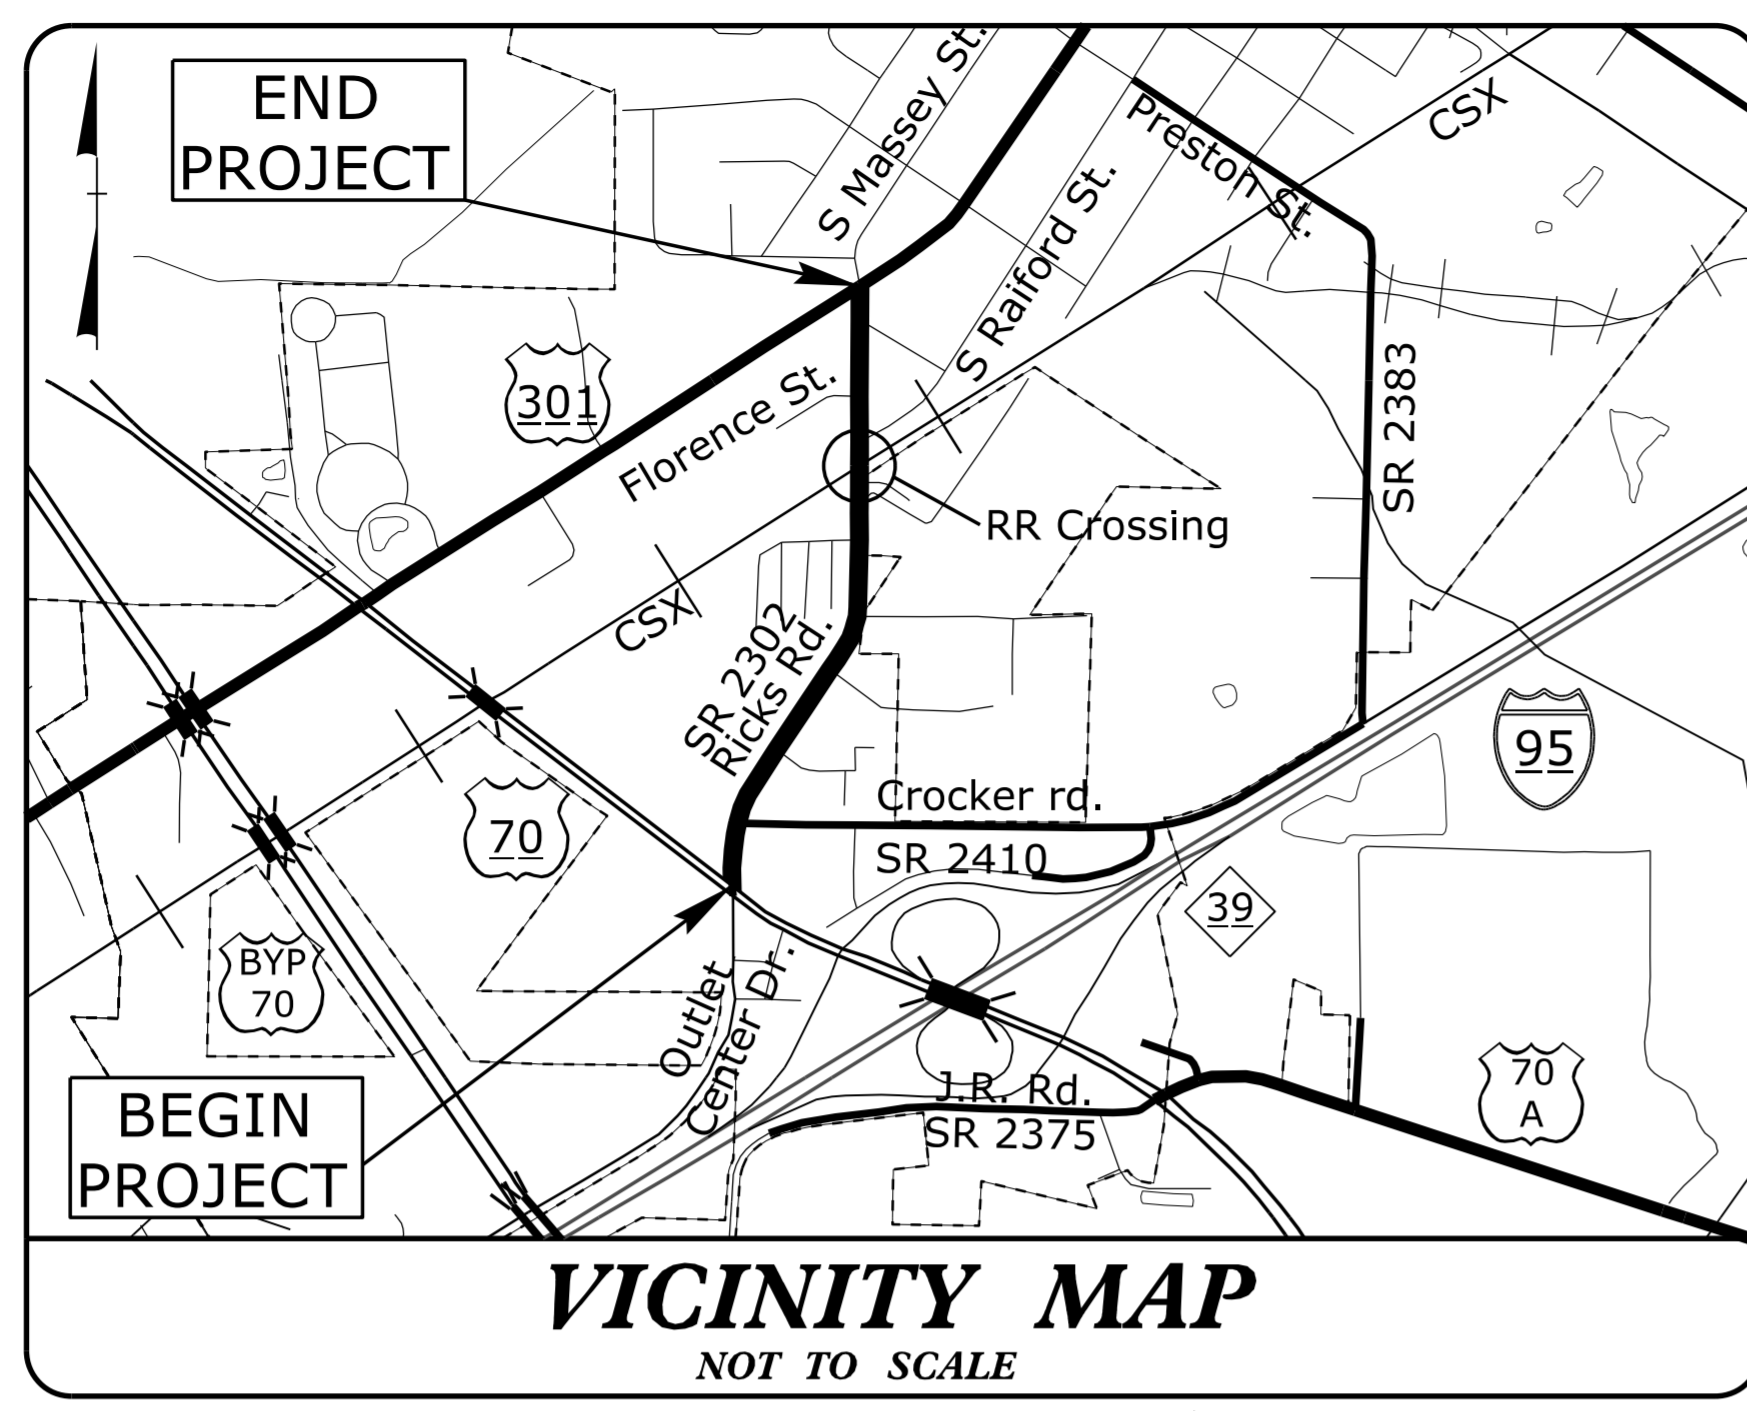 END
PROJECT
S Massey St.
Preston St.
CSX
S Raiford St.
301
Florence St.
SR 2383
RR Crossing
CSX
SR 2302
Ricks Rd.
95
70
Crocker rd.
SR 2410
39
BYP
70
Outlet
Center Dr.
70
A
J.R. Rd.
SR 2375
BEGIN
PROJECT
VICINITY MAP
NOT TO SCALE